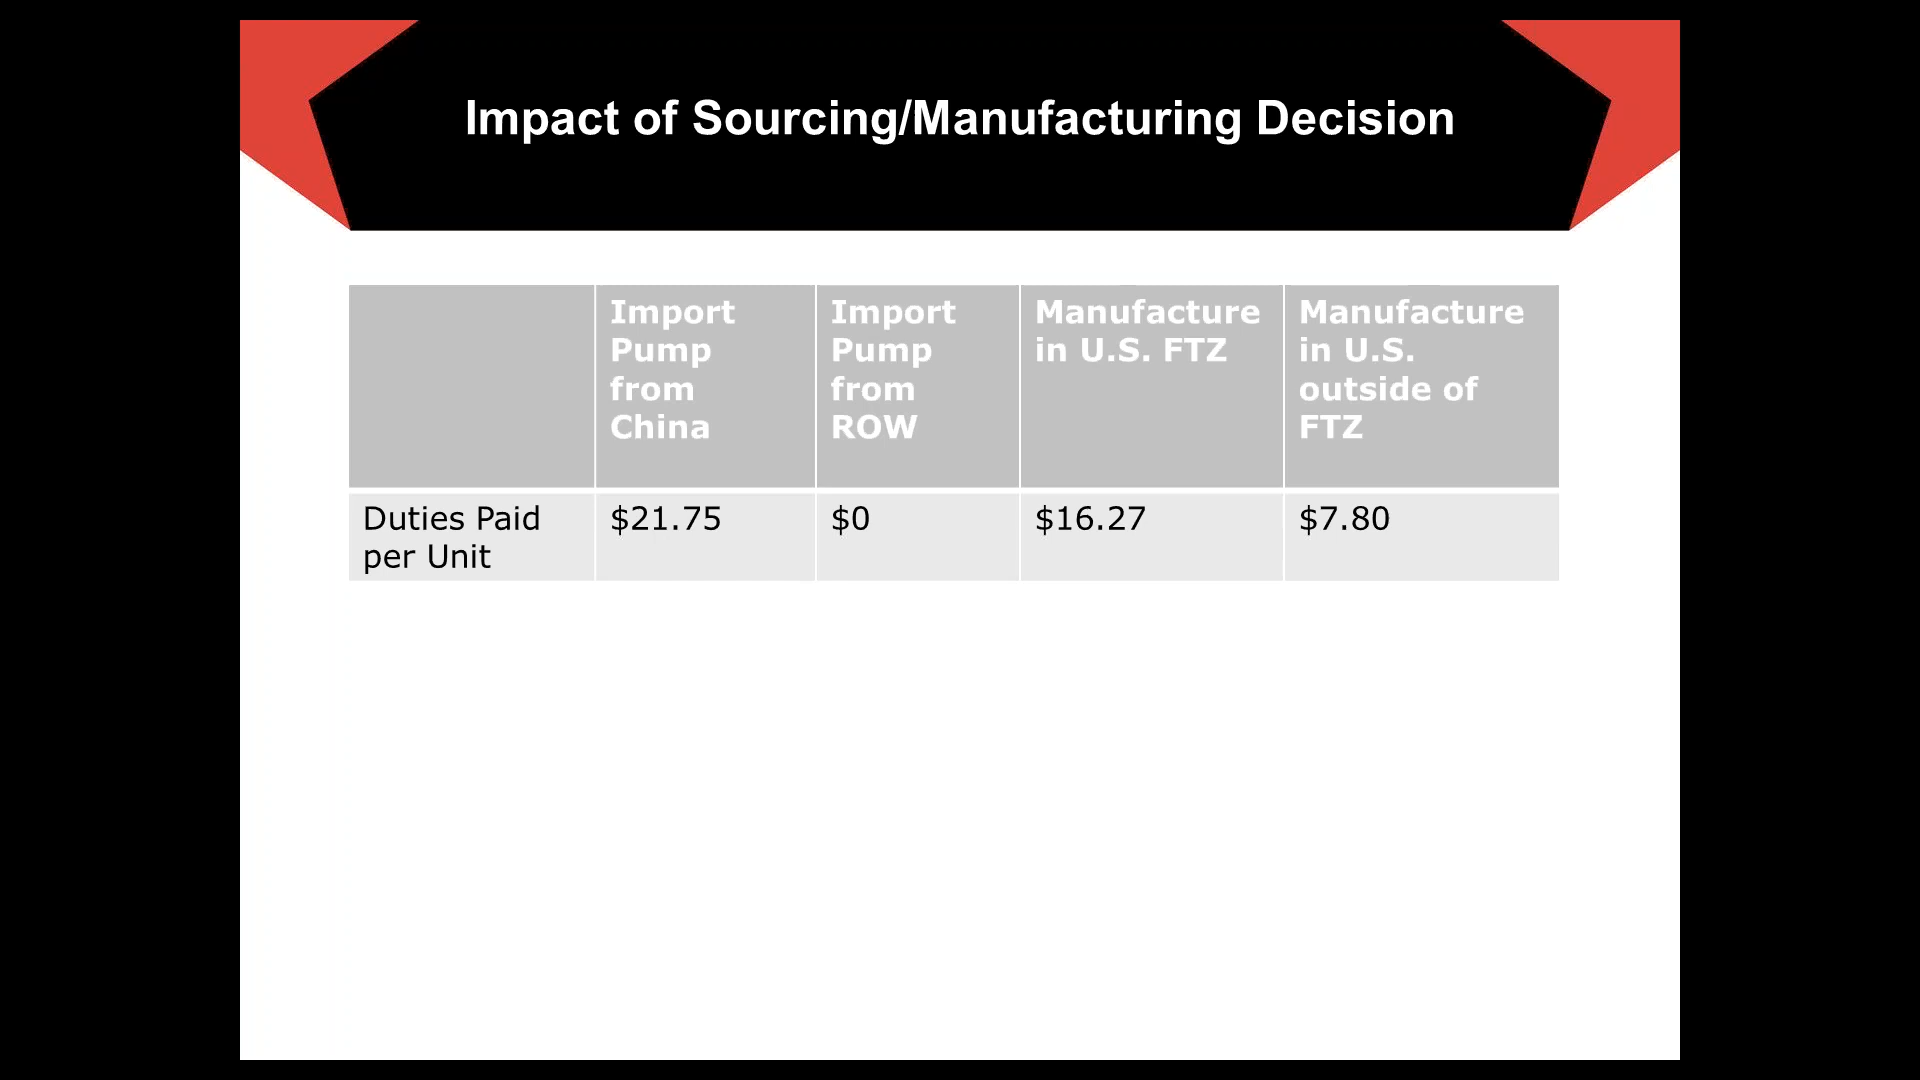 Impact of Sourcing/Manufacturing Decision
Import
Pump
from
China
Import
Pump
from
ROW
Manufacture
in U.S. FTZ
Manufacture
in U.S.
outside of
FTZ
Duties Paid
per Unit
$21.75
$0
$16.27
$7.80